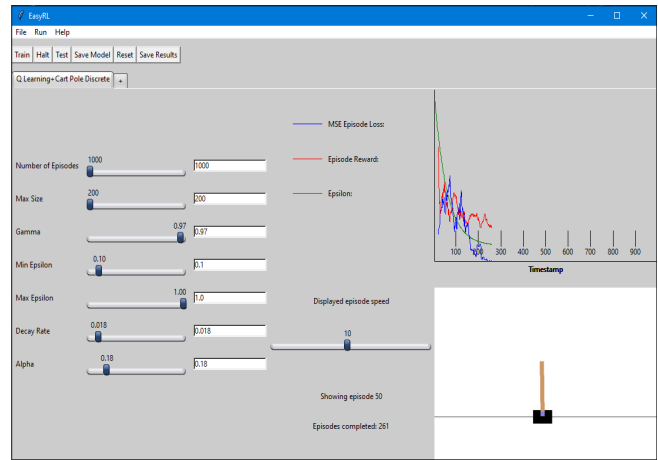 EasyRL
File Run Help
Train Halt Test Save Model Reset Save Results
Q Learning+Cart Pole Discrete +
Number of Episodes 1000 1000
Max Size 200 200
Gamma 0.97 0.97
Min Epsilon 0.10 0.1
Max Epsilon 1.00 1.0
Decay Rate 0.018 0.018
Alpha 0.18 0.18
MSE Episode Loss:
Episode Reward:
Epsilon:
Displayed episode speed
10
Showing episode 50
Episodes completed: 261
100 200 300 400 500 600 700 800 900
Timestamp